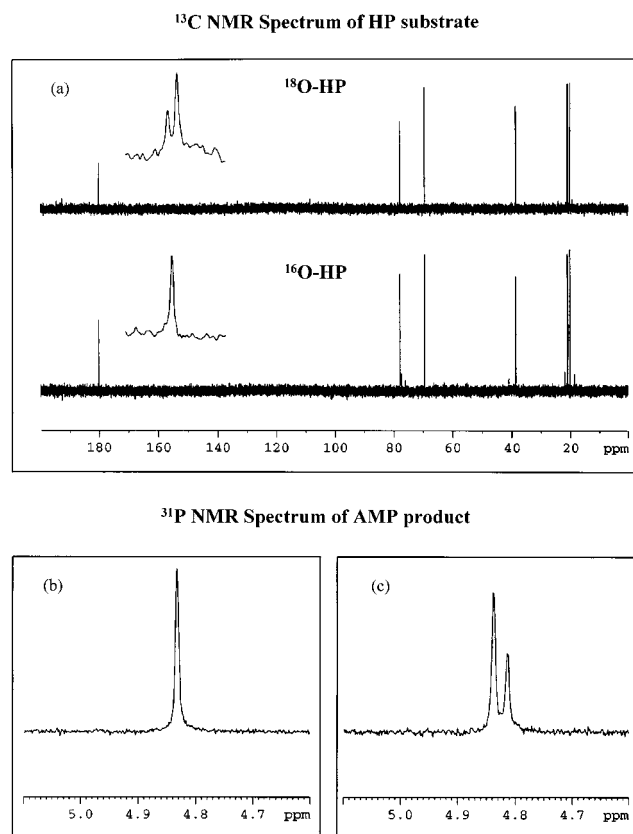 ¹³C NMR Spectrum of HP substrate
(a)
¹⁸O-HP
¹⁶O-HP
180 160 140 120 100 80 60 40 20 ppm
³¹P NMR Spectrum of AMP product
(b)
5.0 4.9 4.8 4.7 ppm
(c)
5.0 4.9 4.8 4.7 ppm